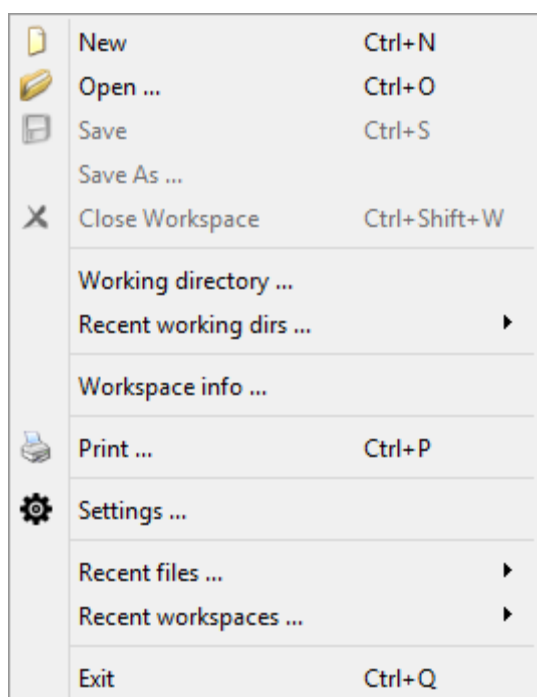 New Ctrl+N
Open ... Ctrl+O
Save Ctrl+S
Save As ...
Close Workspace Ctrl+Shift+W
Working directory ...
Recent working dirs ...
Workspace info ...
Print ... Ctrl+P
Settings ...
Recent files ...
Recent workspaces ...
Exit Ctrl+Q